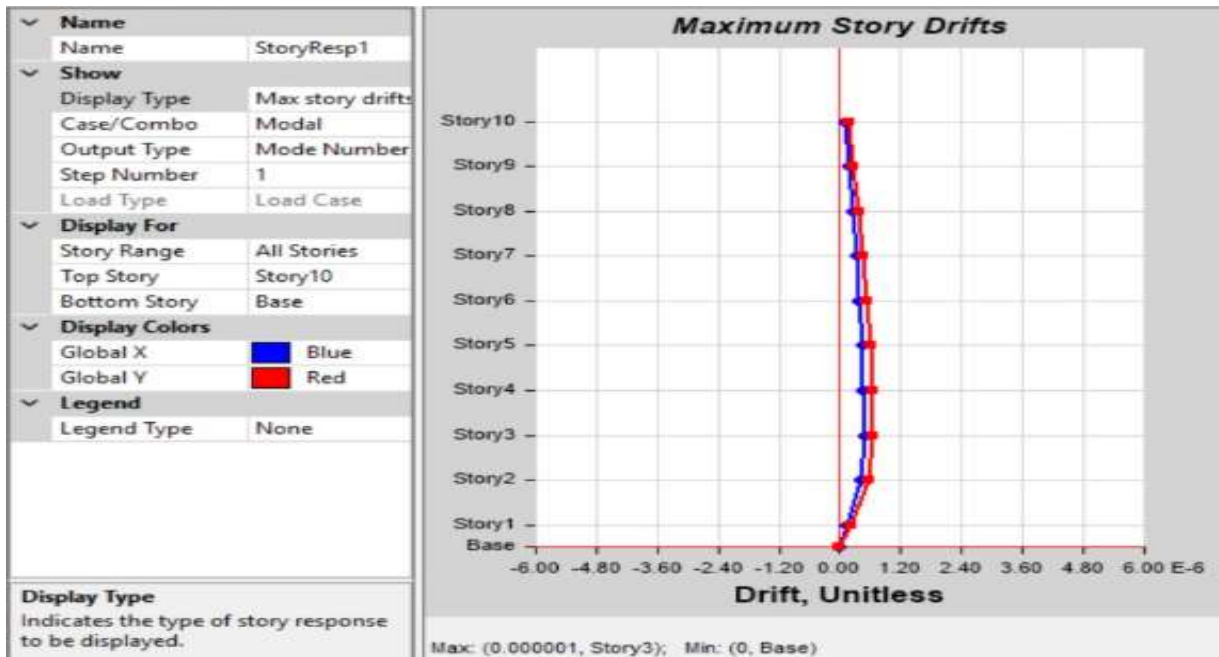 Name
Name StoryResp1
Show
Display Type Max story drifts
Case/Combo Modal
Output Type Mode Number
Step Number 1
Load Type Load Case
Display For
Story Range All Stories
Top Story Story10
Bottom Story Base
Display Colors
Global X Blue
Global Y Red
Legend
Legend Type None
Display Type
Indicates the type of story response
to be displayed.
Maximum Story Drifts
Story10
Story9
Story8
Story7
Story6
Story5
Story4
Story3
Story2
Story1
Base
-6.00 -4.80 -3.60 -2.40 -1.20 0.00 1.20 2.40 3.60 4.80 6.00 E-6
Drift, Unitless
Max: (0.000001, Story3); Min: (0, Base)